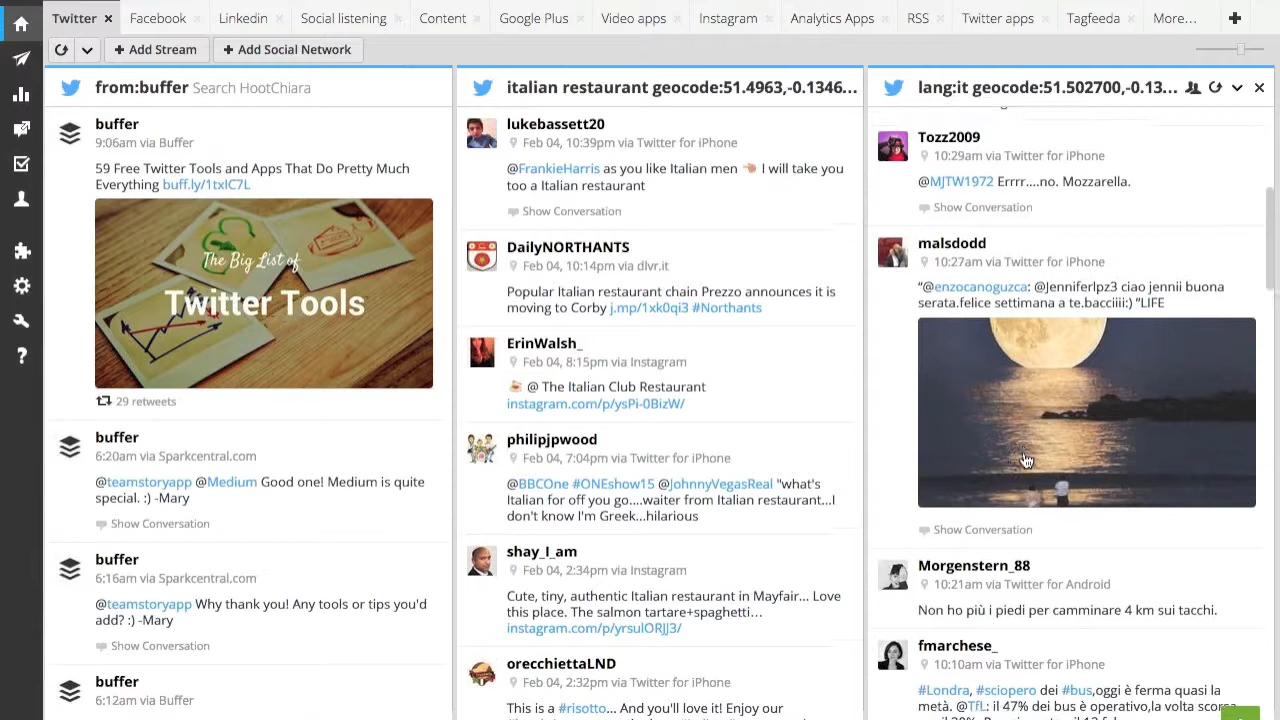 Twitter
Facebook
Linkedin
Social listening
Content
Google Plus
Video apps
Instagram
Analytics Apps
RSS
Twitter apps
Tagfeeda
More...
Add Stream
Add Social Network
from:buffer Search HootChiara
buffer
9:06am via Buffer
59 Free Twitter Tools and Apps That Do Pretty Much
Everything buff.ly/1txlC7L
The Big List of
Twitter Tools
29 retweets
buffer
6:20am via Sparkcentral.com
@teamstoryapp @Medium Good one! Medium is quite
special. :) -Mary
Show Conversation
buffer
6:16am via Sparkcentral.com
@teamstoryapp Why thank you! Any tools or tips you'd
add? :) -Mary
Show Conversation
buffer
6:12am via Buffer
italian restaurant geocode:51.4963,-0.1346...
lukebassett20
Feb 04, 10:39pm via Twitter for iPhone
@FrankieHarris as you like Italian men 👈 I will take you
too a Italian restaurant
Show Conversation
DailyNORTHANTS
Feb 04, 10:14pm via dlvr.it
Popular Italian restaurant chain Prezzo announces it is
moving to Corby j.mp/1xk0qi3 #Northants
ErinWalsh_
Feb 04, 8:15pm via Instagram
@ The Italian Club Restaurant
instagram.com/p/ysPi-0BizW/
philipjpwood
Feb 04, 7:04pm via Twitter for iPhone
@BBCOne #ONEshow15 @JohnnyVegasReal "what's
Italian for off you go....waiter from Italian restaurant...I
don't know I'm Greek...hilarious
shay_I_am
Feb 04, 2:34pm via Instagram
Cute, tiny, authentic Italian restaurant in Mayfair... Love
this place. The salmon tartare+spaghetti…
instagram.com/p/yrsulORJJ3/
orecchiettaLND
Feb 04, 2:32pm via Twitter for iPhone
This is a #risotto... And you'll love it! Enjoy our
lang:it geocode:51.502700,-0.13...
Tozz2009
10:29am via Twitter for iPhone
@MJTW1972 Errrr....no. Mozzarella.
Show Conversation
malsdodd
10:27am via Twitter for iPhone
“@enzocanoguzca: @Jenniferlpz3 ciao jennii buona
serata.felice settimana a te.bacciiii:) ”LIFE
Show Conversation
Morgenstern_88
10:21am via Twitter for Android
Non ho più i piedi per camminare 4 km sui tacchi.
fmarchese_
10:10am via Twitter for iPhone
#Londra, #sciopero dei #bus,oggi è ferma quasi la
metà. @TfL: il 47% dei bus è operativo,la volta scorsa